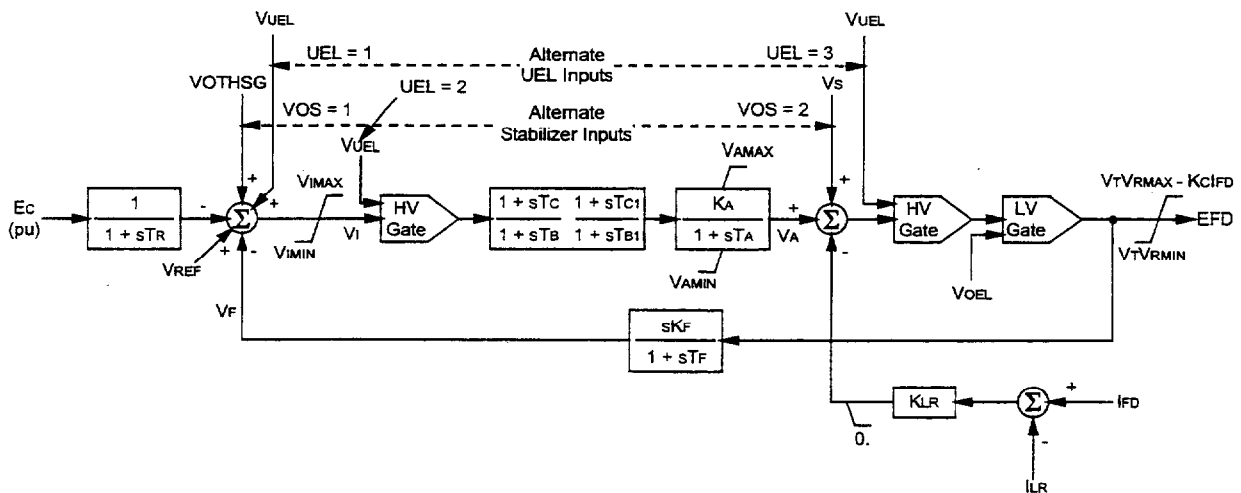 VUEL
VUEL
UEL = 1
Alternate
UEL Inputs
UEL = 3
VOTHSG
UEL = 2
VS
VOS = 1
Alternate
Stabilizer Inputs
VOS = 2
VUEL
VAMAX
VIMAX
VTVRMAX - KCIFD
+
+
+
EC
(pu)
1
1 + sTR
-
Σ
VI
HV
Gate
1 + sTC
1 + sTB
1 + sTC1
1 + sTB1
KA
1 + sTA
+
VA
Σ
HV
Gate
LV
Gate
EFD
VREF
+
-
VIMIN
VAMIN
-
VOEL
VTVRMIN
VF
sKF
1 + sTF
0.
KLR
Σ
+
IFD
-
ILR